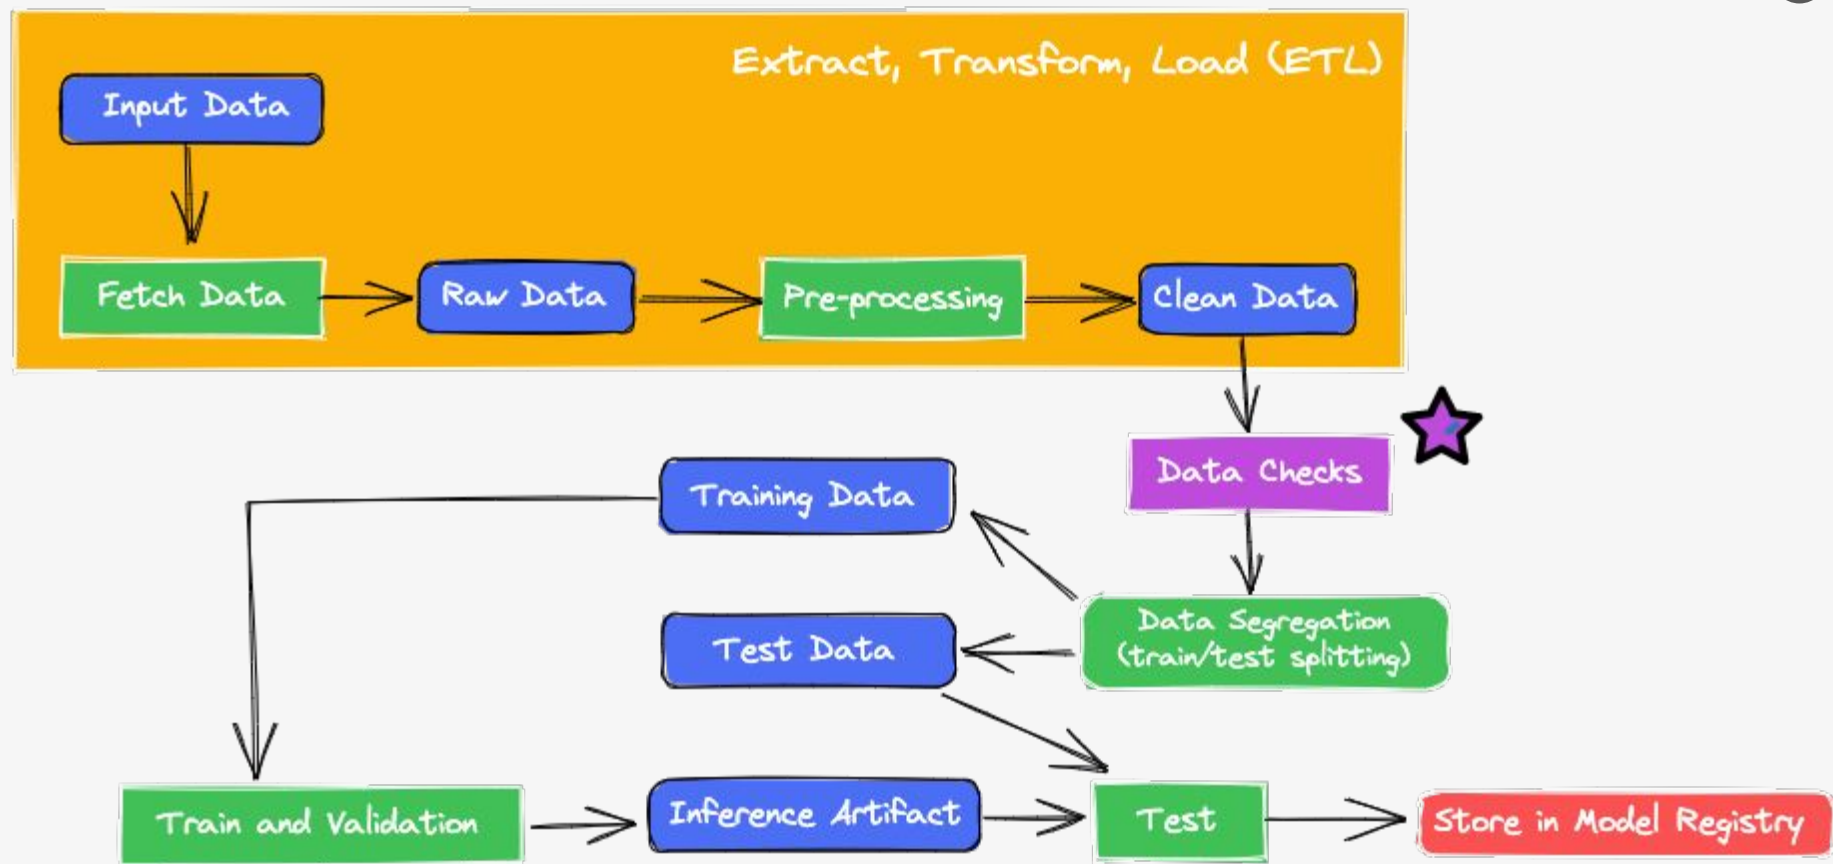 Extract, Transform, Load (ETL)
Input Data
Fetch Data
Raw Data
Pre-processing
Clean Data
Data Checks
Training Data
Data Segregation
(train/test splitting)
Test Data
Train and Validation
Inference Artifact
Test
Store in Model Registry